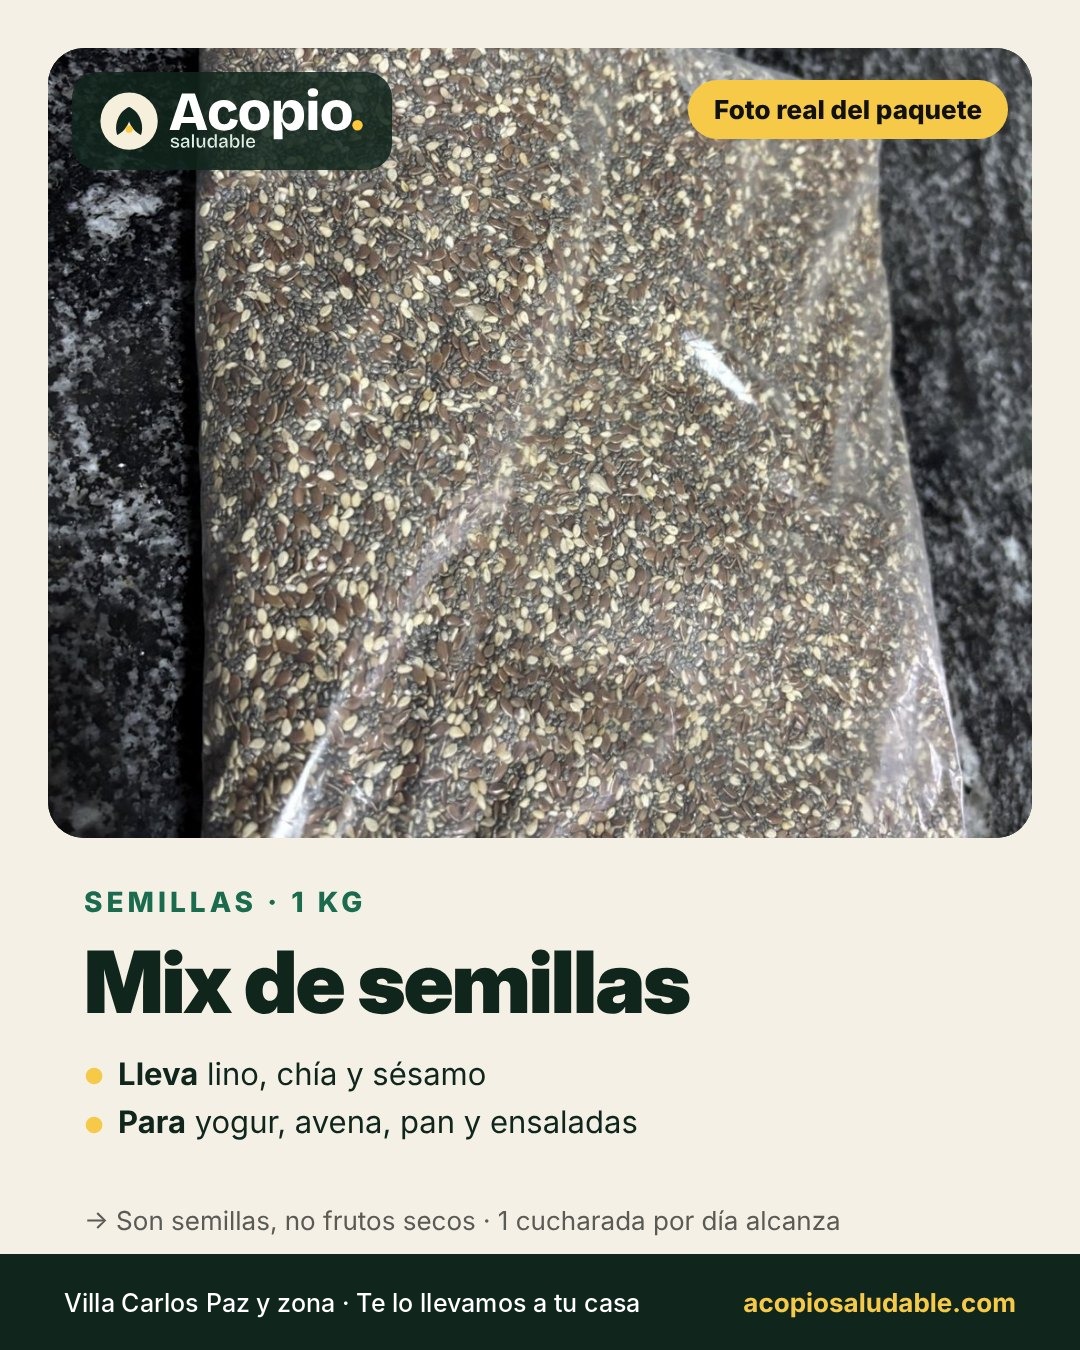 Acopio.
saludable
Foto real del paquete
SEMILLAS · 1 KG
Mix de semillas
Lleva lino, chía y sésamo
Para yogur, avena, pan y ensaladas
→ Son semillas, no frutos secos · 1 cucharada por día alcanza
Villa Carlos Paz y zona · Te lo llevamos a tu casa
acopiosaludable.com